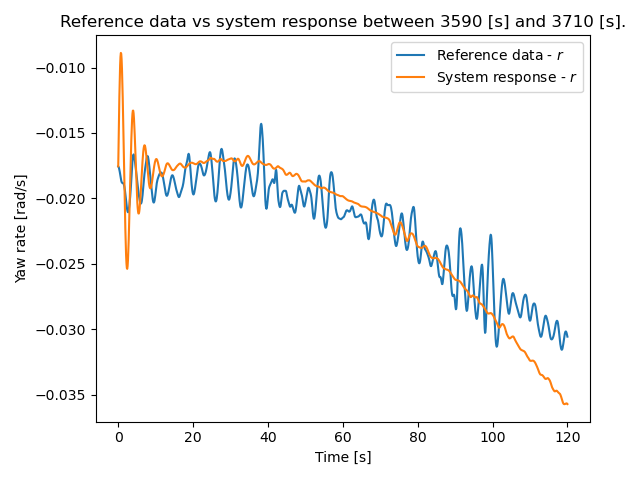 Reference data vs system response between 3590 [s] and 3710 [s].
Reference data - r
System response - r
−0.010
−0.015
−0.020
−0.025
−0.030
−0.035
Yaw rate [rad/s]
0 20 40 60 80 100 120
Time [s]